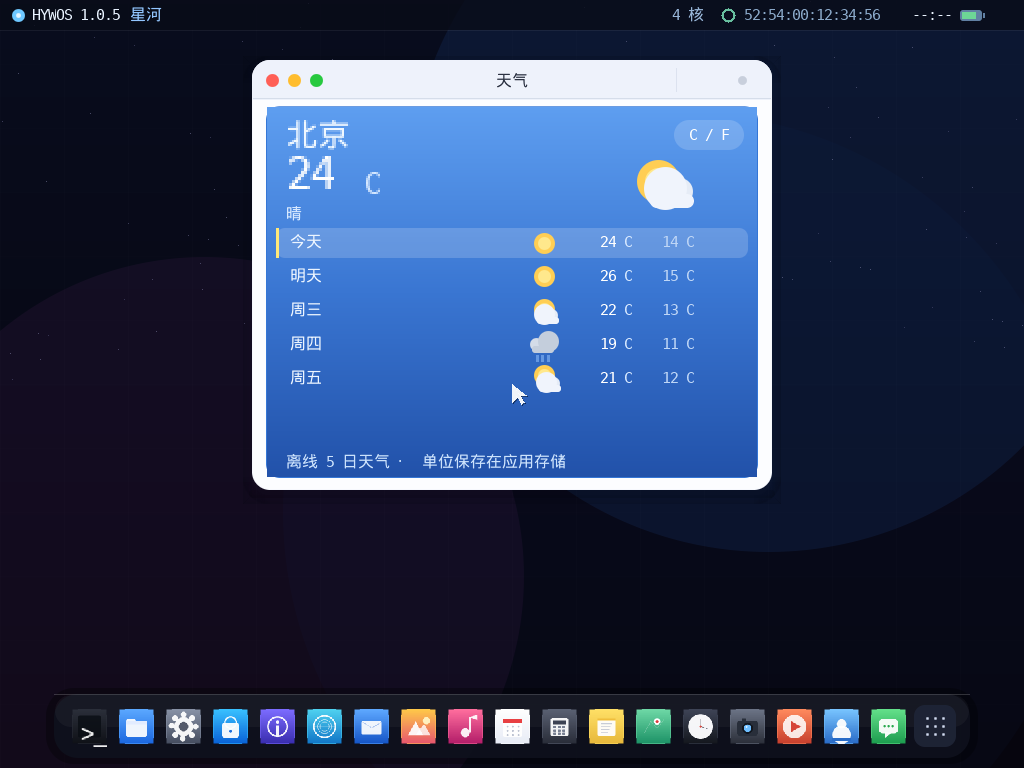 HYWOS 1.0.5 星河 4 核 52:54:00:12:34:56 --:--
天气
北京
C / F
24 C
晴
今天 24 C 14 C
明天 26 C 15 C
周三 22 C 13 C
周四 19 C 11 C
周五 21 C 12 C
离线 5 日天气 · 单位保存在应用存储
>_